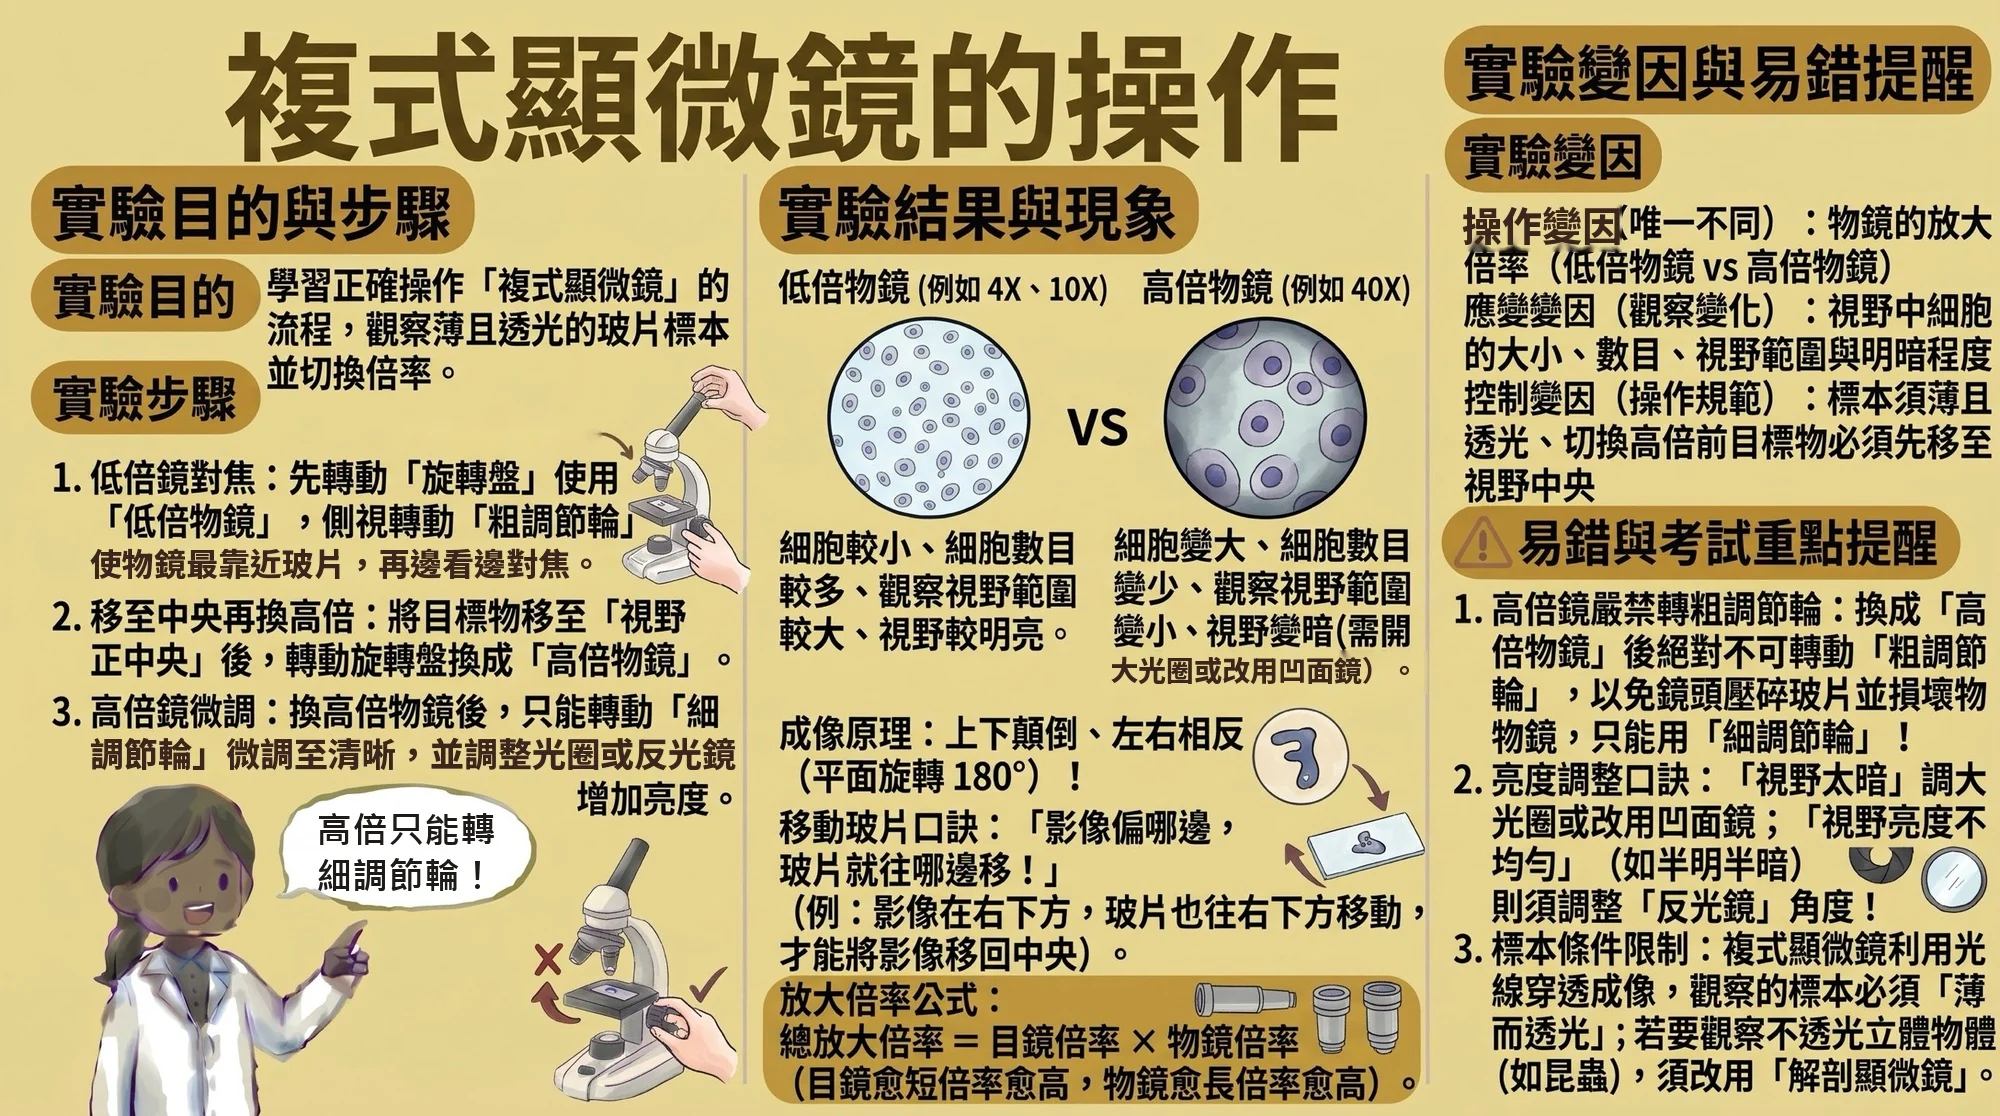 複式顯微鏡的操作
實驗目的與步驟
實驗目的
學習正確操作「複式顯微鏡」的
流程，觀察薄且透光的玻片標本
並切換倍率。
實驗步驟
1. 低倍鏡對焦：先轉動「旋轉盤」使用
「低倍物鏡」，側視轉動「粗調節輪」
使物鏡最靠近玻片，再邊看邊對焦。
2. 移至中央再換高倍：將目標物移至「視野
正中央」後，轉動旋轉盤換成「高倍物鏡」。
3. 高倍鏡微調：換高倍物鏡後，只能轉動「細
調節輪」微調至清晰，並調整光圈或反光鏡
增加亮度。
高倍只能轉
細調節輪！
實驗結果與現象
低倍物鏡 (例如 4X、10X)
高倍物鏡 (例如 40X)
VS
細胞較小、細胞數目
較多、觀察視野範圍
較大、視野較明亮。
細胞變大、細胞數目
變少、觀察視野範圍
變小、視野變暗(需開
大光圈或改用凹面鏡）。
成像原理：上下顛倒、左右相反
（平面旋轉 180°）！
移動玻片口訣：「影像偏哪邊，
玻片就往哪邊移！」
(例：影像在右下方，玻片也往右下方移動，
才能將影像移回中央）。
放大倍率公式：
總放大倍率 = 目鏡倍率 × 物鏡倍率
（目鏡愈短倍率愈高，物鏡愈長倍率愈高）。
實驗變因與易錯提醒
實驗變因
操作變因（唯一不同）：物鏡的放大
倍率（低倍物鏡 vs 高倍物鏡）
應變變因（觀察變化）：視野中細胞
的大小、數目、視野範圍與明暗程度
控制變因（操作規範）：標本須薄且
透光、切換高倍前目標物必須先移至
視野中央
易錯與考試重點提醒
1. 高倍鏡嚴禁轉粗調節輪：換成「高
倍物鏡」後絕對不可轉動「粗調節
輪」，以免鏡頭壓碎玻片並損壞物
物鏡，只能用「細調節輪」！
2. 亮度調整口訣：「視野太暗」調大
光圈或改用凹面鏡；「視野亮度不
均勻」（如半明半暗）
則須調整「反光鏡」角度！
3. 標本條件限制：複式顯微鏡利用光
線穿透成像，觀察的標本必須「薄
而透光」；若要觀察不透光立體物體
(如昆蟲)，須改用「解剖顯微鏡」。